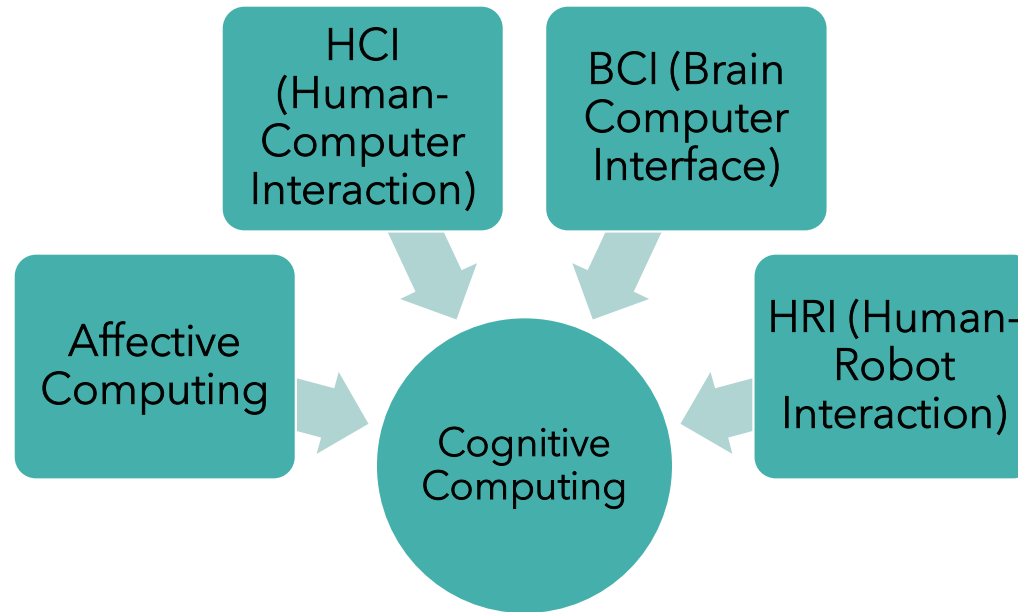 HCI
(Human-
Computer
Interaction)
BCI (Brain
Computer
Interface)
Affective
Computing
HRI (Human-
Robot
Interaction)
Cognitive
Computing